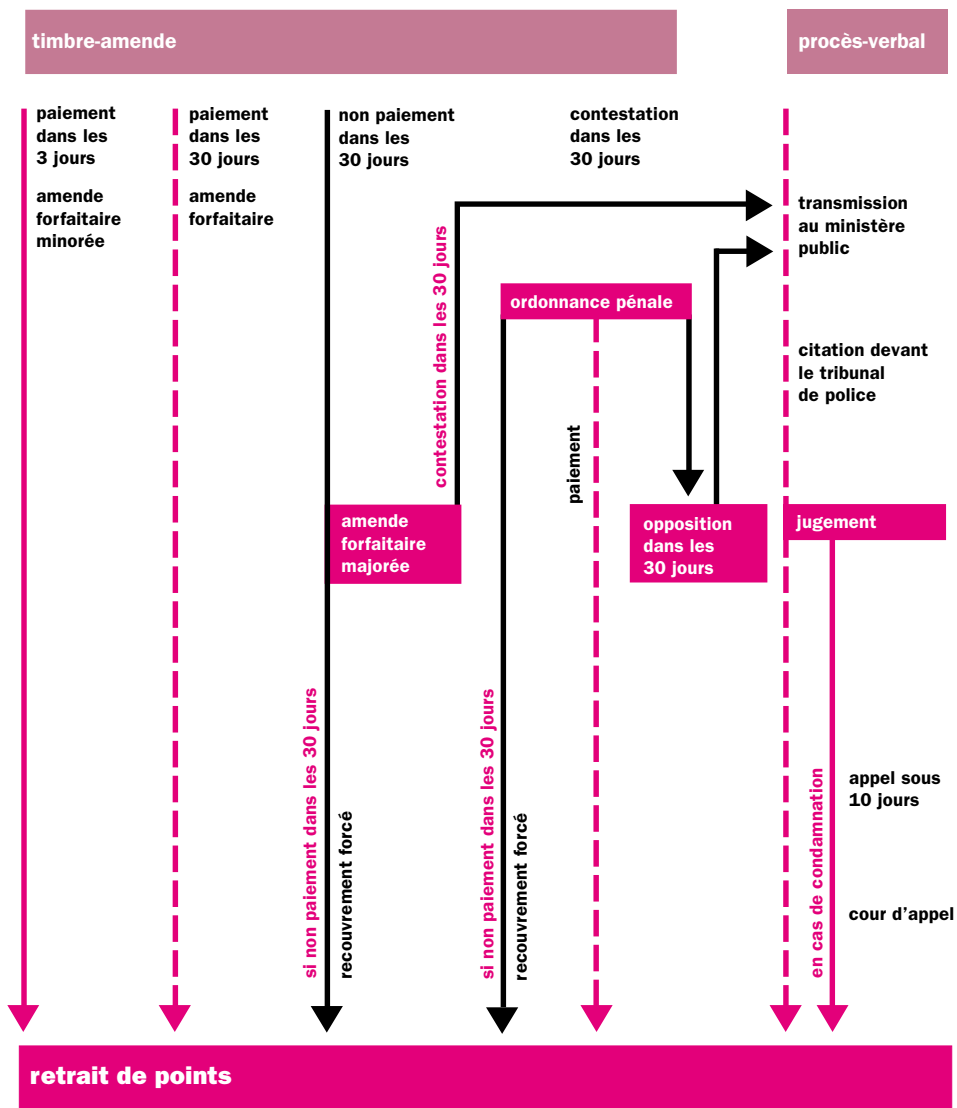 timbre-amende
procès-verbal
paiement
dans les
3 jours
amende
forfaitaire
minorée
paiement
dans les
30 jours
amende
forfaitaire
non paiement
dans les
30 jours
contestation
dans les
30 jours
transmission
au ministère
public
contestation dans les 30 jours
ordonnance pénale
citation devant
le tribunal
de police
paiement
amende
forfaitaire
majorée
opposition
dans les
30 jours
jugement
si non paiement dans les 30 jours
recouvrement forcé
si non paiement dans les 30 jours
recouvrement forcé
en cas de condamnation
appel sous
10 jours
cour d’appel
retrait de points